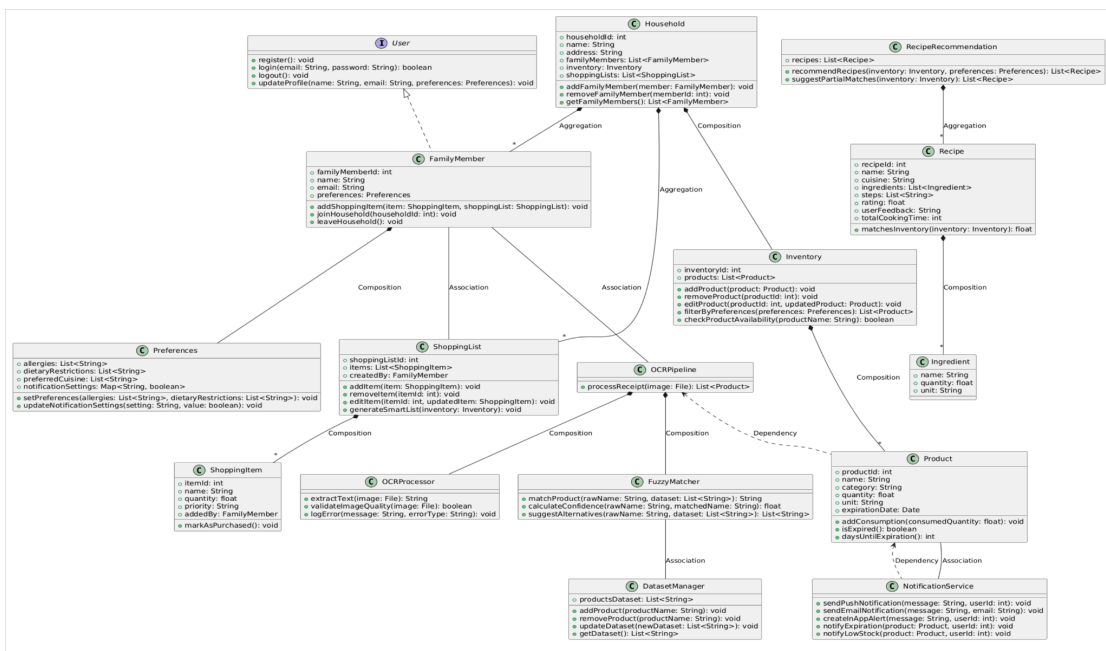 C Household
householdId: int
name: String
address: String
familyMembers: List<FamilyMember>
inventory: Inventory
shoppingLists: List<ShoppingList>
addFamilyMember(member: FamilyMember): void
removeFamilyMember(memberId: int): void
getFamilyMembers(): List<FamilyMember>
I User
register(): void
login(email: String, password: String): boolean
logout(): void
updateProfile(name: String, email: String, preferences: Preferences): void
C RecipeRecommendation
recipes: List<Recipe>
recommendRecipes(inventory: Inventory, preferences: Preferences): List<Recipe>
suggestPartialMatches(inventory: Inventory): List<Recipe>
Aggregation
*
Composition
Aggregation
*
Aggregation
C FamilyMember
familyMemberId: int
name: String
email: String
preferences: Preferences
addShoppingItem(item: ShoppingItem, shoppingList: ShoppingList): void
joinHousehold(householdId: int): void
leaveHousehold(): void
C Recipe
recipeId: int
name: String
cuisine: String
ingredients: List<Ingredient>
steps: List<String>
rating: float
userFeedback: String
totalCookingTime: int
matchesInventory(inventory: Inventory): float
C Inventory
inventoryId: int
products: List<Product>
addProduct(product: Product): void
removeProduct(productId: int): void
editProduct(productId: int, updatedProduct: Product): void
filterByPreferences(preferences: Preferences): List<Product>
checkProductAvailability(productName: String): boolean
Composition
Association
Association
*
Composition
*
C Preferences
allergies: List<String>
dietaryRestrictions: List<String>
preferredCuisine: List<String>
notificationSettings: Map<String, boolean>
setPreferences(allergies: List<String>, dietaryRestrictions: List<String>): void
updateNotificationSettings(setting: String, value: boolean): void
C ShoppingList
shoppingListId: int
items: List<ShoppingItem>
createdBy: FamilyMember
addItem(item: ShoppingItem): void
removeItem(itemId: int): void
editItem(itemId: int, updatedItem: ShoppingItem): void
generateSmartList(inventory: Inventory): void
C OCRPipeline
processReceipt(image: File): List<Product>
C Ingredient
name: String
quantity: float
unit: String
Composition
*
Composition
Composition
Dependency
Composition
*
C ShoppingItem
itemId: int
name: String
quantity: float
priority: String
addedBy: FamilyMember
markAsPurchased(): void
C OCRProcessor
extractText(image: File): String
validateImageQuality(image: File): boolean
logError(message: String, errorType: String): void
C FuzzyMatcher
matchProduct(rawName: String, dataset: List<String>): String
calculateConfidence(rawName: String, matchedName: String): float
suggestAlternatives(rawName: String, dataset: List<String>): List<String>
C Product
productId: int
name: String
category: String
quantity: float
unit: String
expirationDate: Date
addConsumption(consumedQuantity: float): void
isExpired(): boolean
daysUntilExpiration(): int
Association
Dependency
Association
C DatasetManager
productsDataset: List<String>
addProduct(productName: String): void
removeProduct(productName: String): void
updateDataset(newDataset: List<String>): void
getDataset(): List<String>
C NotificationService
sendPushNotification(message: String, userId: int): void
sendEmailNotification(message: String, email: String): void
createInAppAlert(message: String, userId: int): void
notifyExpiration(product: Product, userId: int): void
notifyLowStock(product: Product, userId: int): void